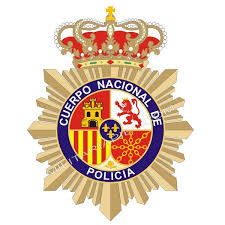 CUERPO NACIONAL DE
POLICIA